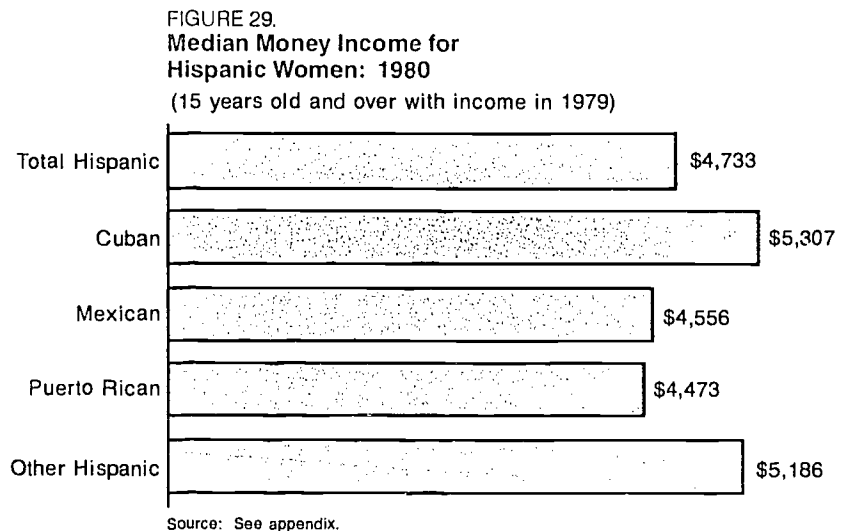 FIGURE 29.
Median Money Income for
Hispanic Women: 1980
(15 years old and over with income in 1979)
Total Hispanic $4,733
Cuban $5,307
Mexican $4,556
Puerto Rican $4,473
Other Hispanic $5,186
Source: See appendix.